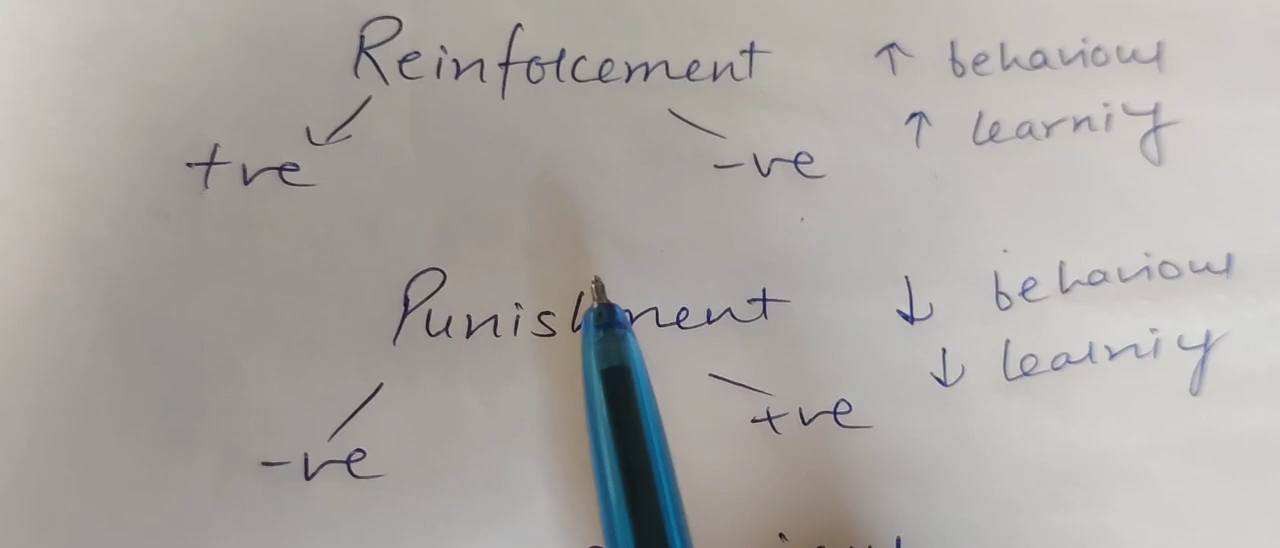 Reinforcement ↑ behaviour
↑ learning
+ve -ve
Punishment ↓ behaviour
↓ learning
-ve +ve